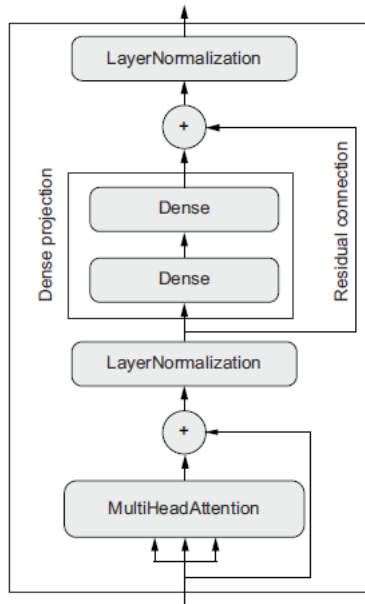 LayerNormalization
+
Dense
Dense
Dense projection
Residual connection
LayerNormalization
+
MultiHeadAttention